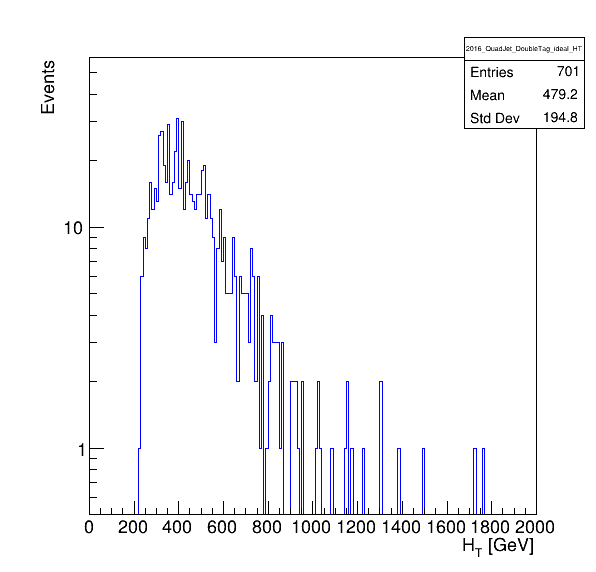 2016_QuadJet_DoubleTag_ideal_HT
Entries 701
Mean 479.2
Std Dev 194.8
Events
10
1
0 200 400 600 800 1000 1200 1400 1600 1800 2000
H_T [GeV]